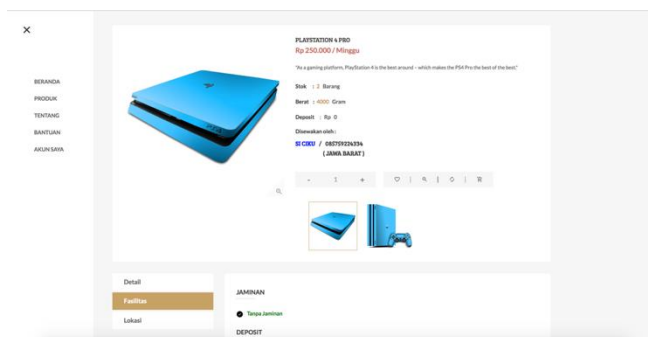 BERANDA
PRODUK
TENTANG
BANTUAN
AKUN SAYA
PLAYSTATION 4 PRO
Rp 250.000 / Minggu
"As a gaming platform, PlayStation 4 is the best around – which makes the PS4 Pro the best of the best."
Stok : 2 Barang
Berat : 4000 Gram
Deposit : Rp 0
Disewakan oleh :
SI CIKU / 085759226334
( JAWA BARAT )
- 1 +
Detail
Fasilitas
Lokasi
JAMINAN
Tanpa Jaminan
DEPOSIT